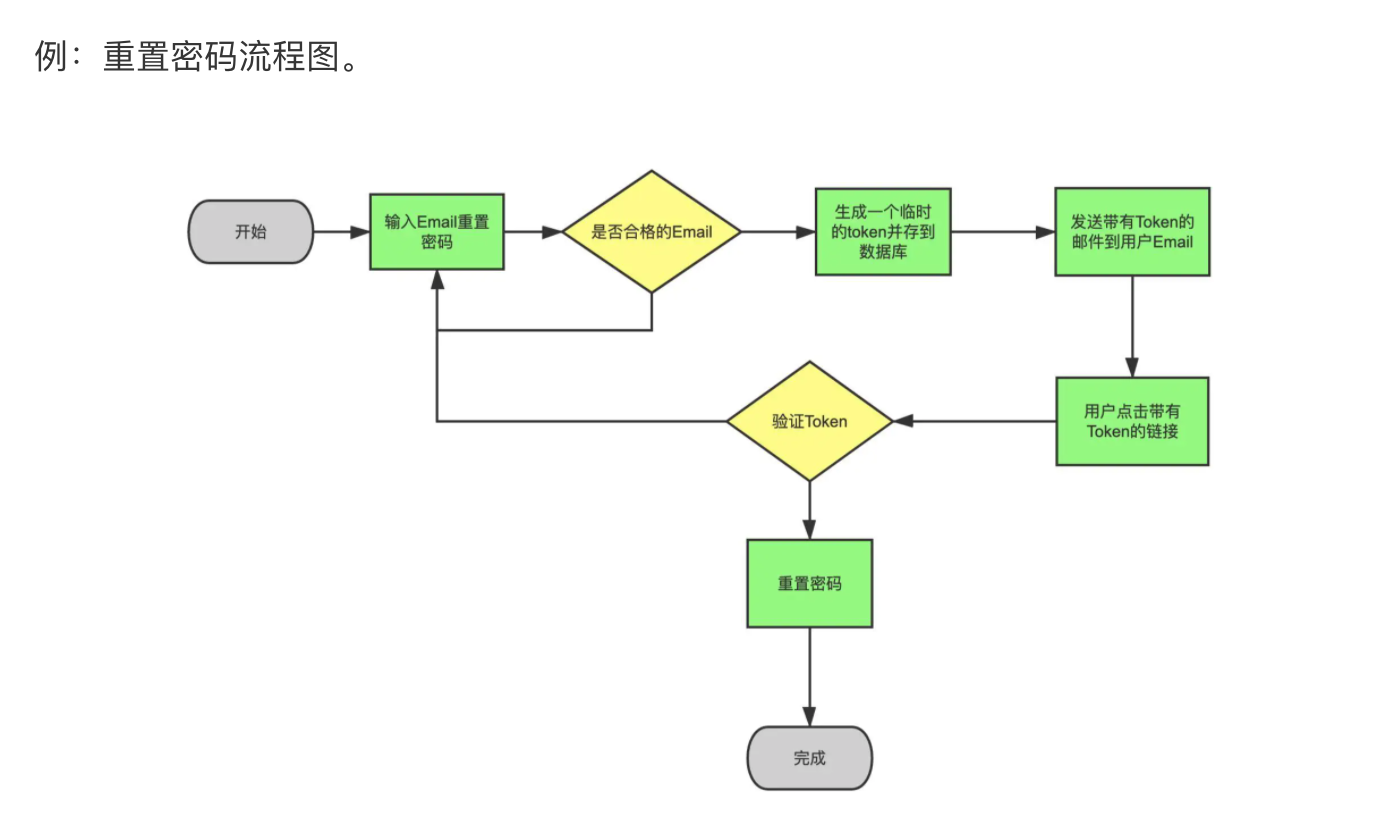 例：重置密码流程图。
开始
输入Email重置
密码
是否合格的Email
生成一个临时
的token并存到
数据库
发送带有Token的
邮件到用户Email
用户点击带有
Token的链接
验证Token
重置密码
完成